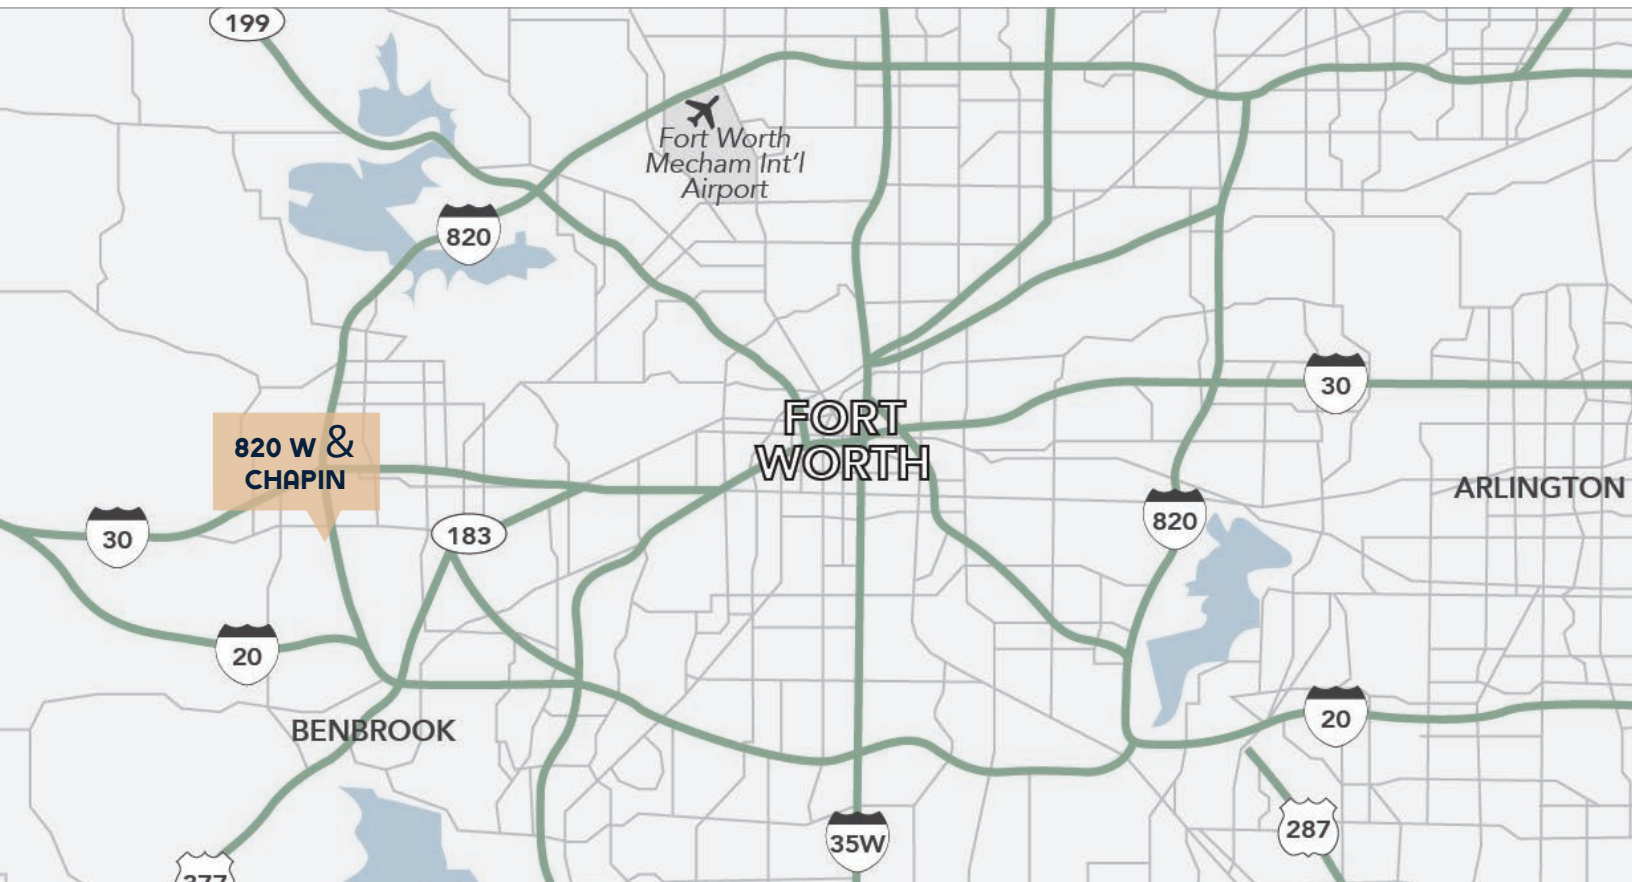 199
Fort Worth
Mecham Int'l
Airport
820
30
FORT
WORTH
820 W &
CHAPIN
ARLINGTON
820
183
30
20
20
BENBROOK
287
35W
377